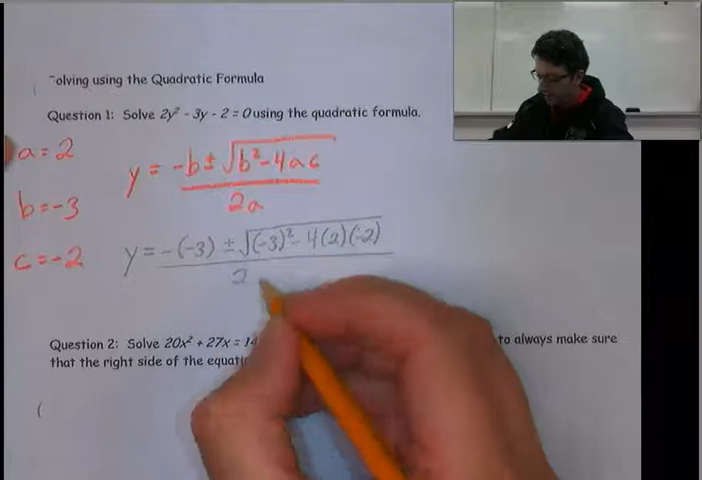 olving using the Quadratic Formula
Question 1: Solve 2y² - 3y - 2 = 0 using the quadratic formula.
a = 2
y = -b ± √b² - 4ac
2a
b = -3
c = -2
y = -(-3) ± √(-3)² - 4(2)(-2)
2
Question 2: Solve 20x² + 27x = 14 to always make sure
that the right side of the equati
(